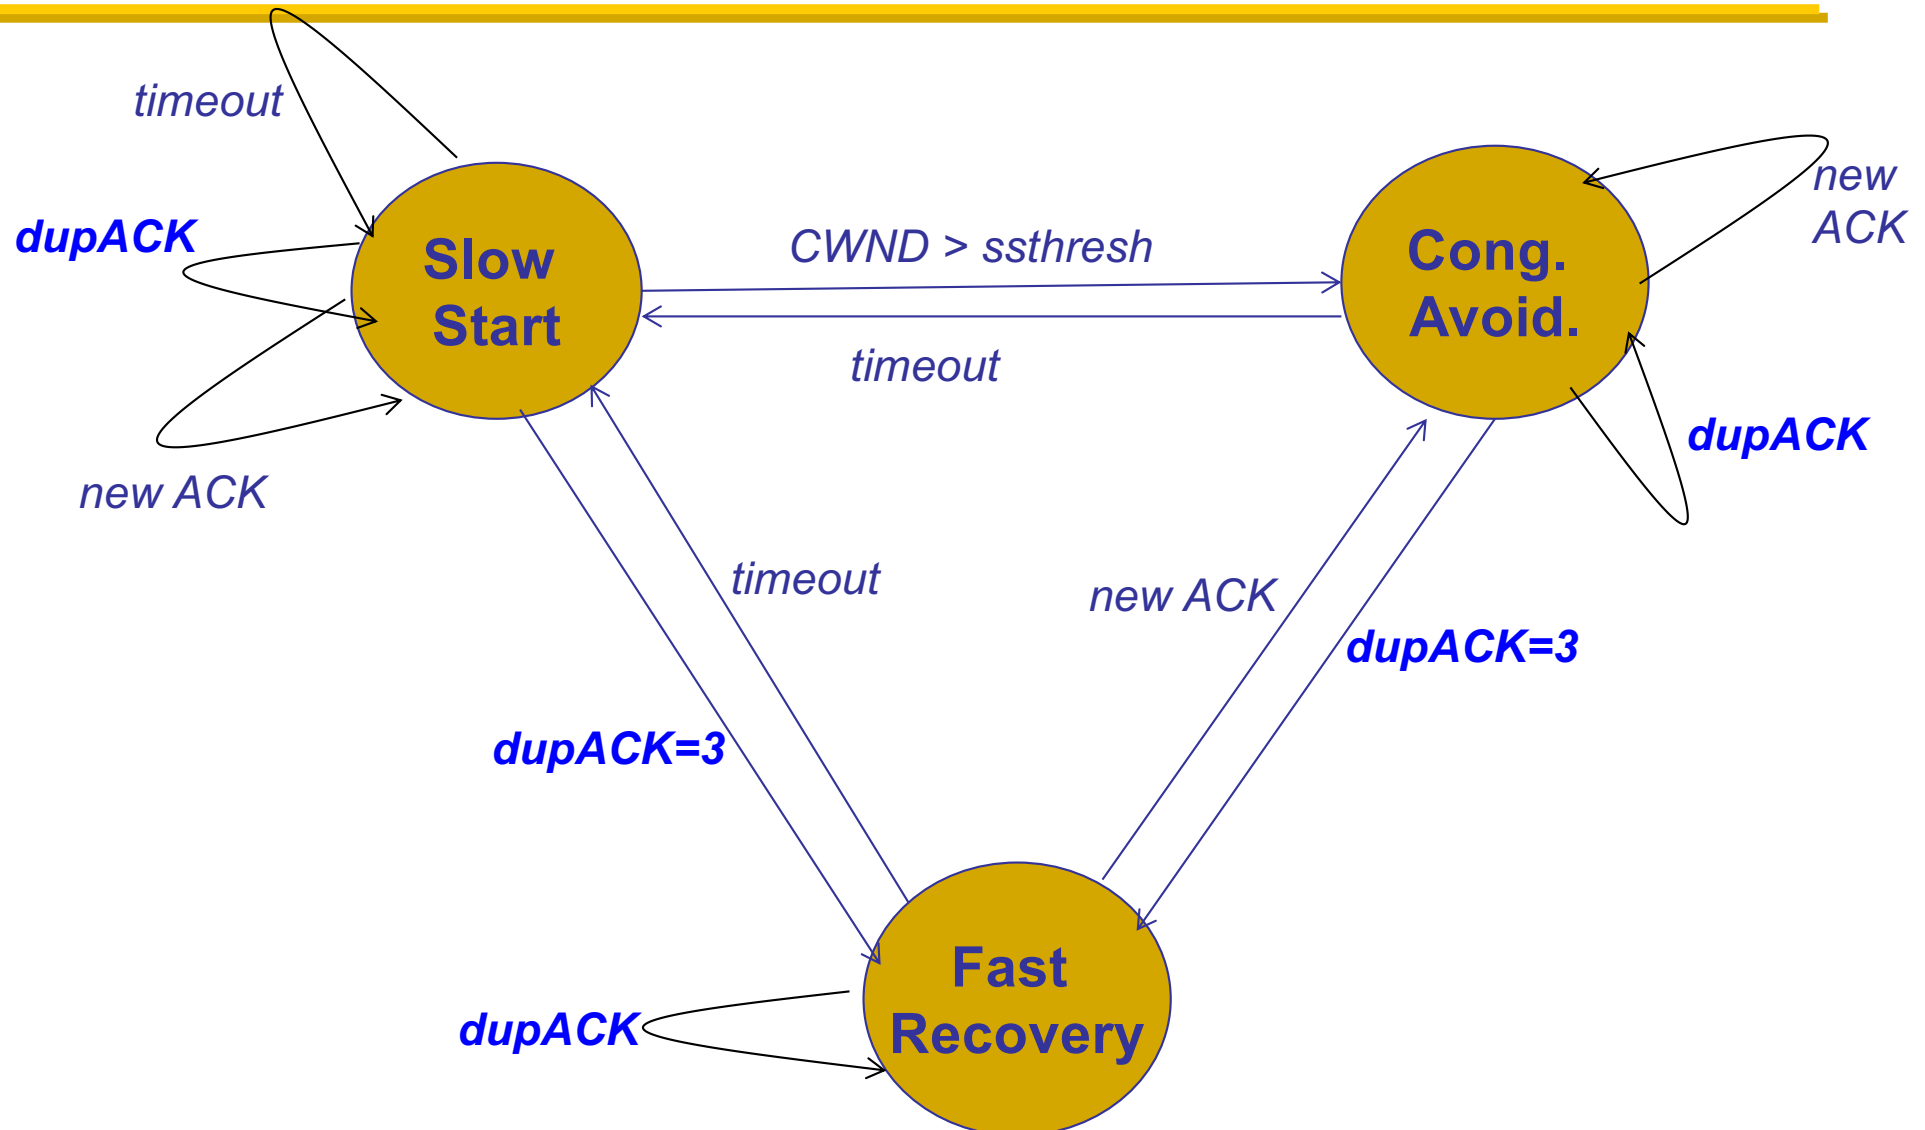 timeout
dupACK
Slow
Start
new ACK
CWND > ssthresh
timeout
Cong.
Avoid.
new
ACK
dupACK
timeout
new ACK
dupACK=3
dupACK=3
Fast
Recovery
dupACK